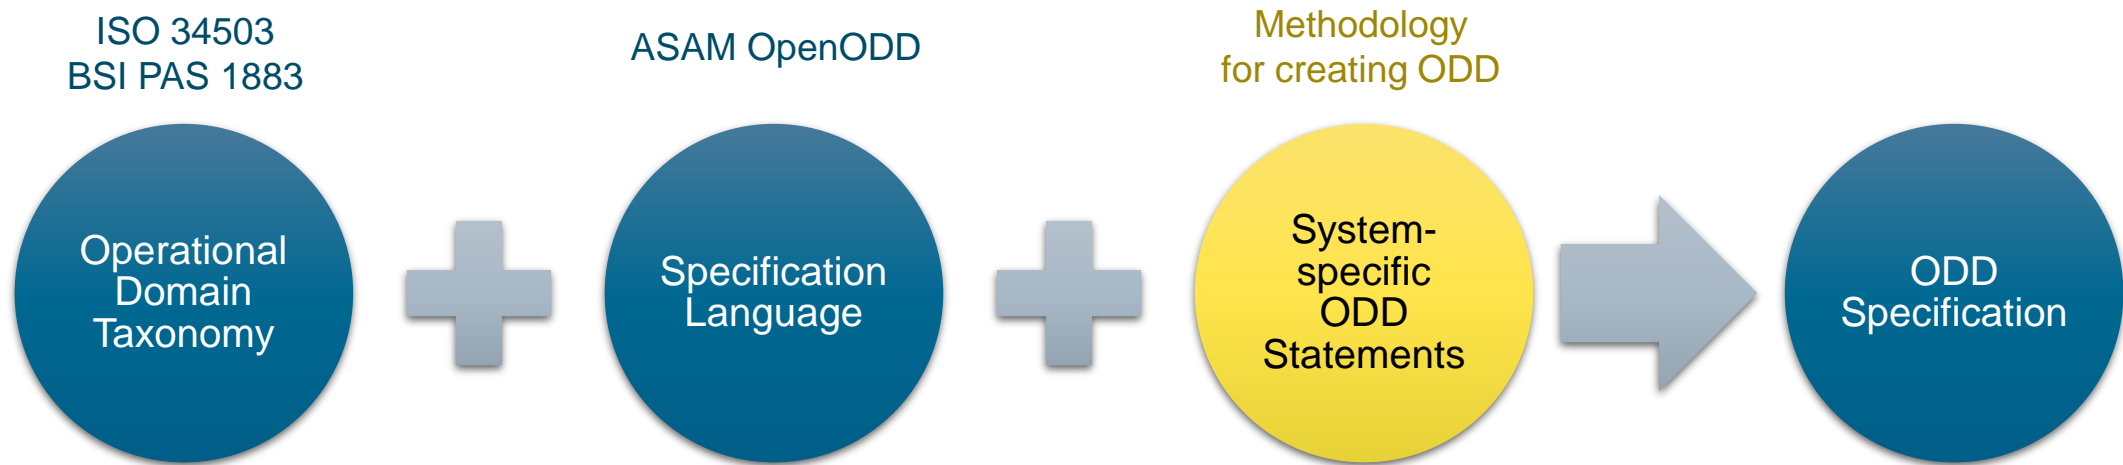 ISO 34503
BSI PAS 1883
ASAM OpenODD
Methodology
for creating ODD
Operational
Domain
Taxonomy
Specification
Language
System-
specific
ODD
Statements
ODD
Specification